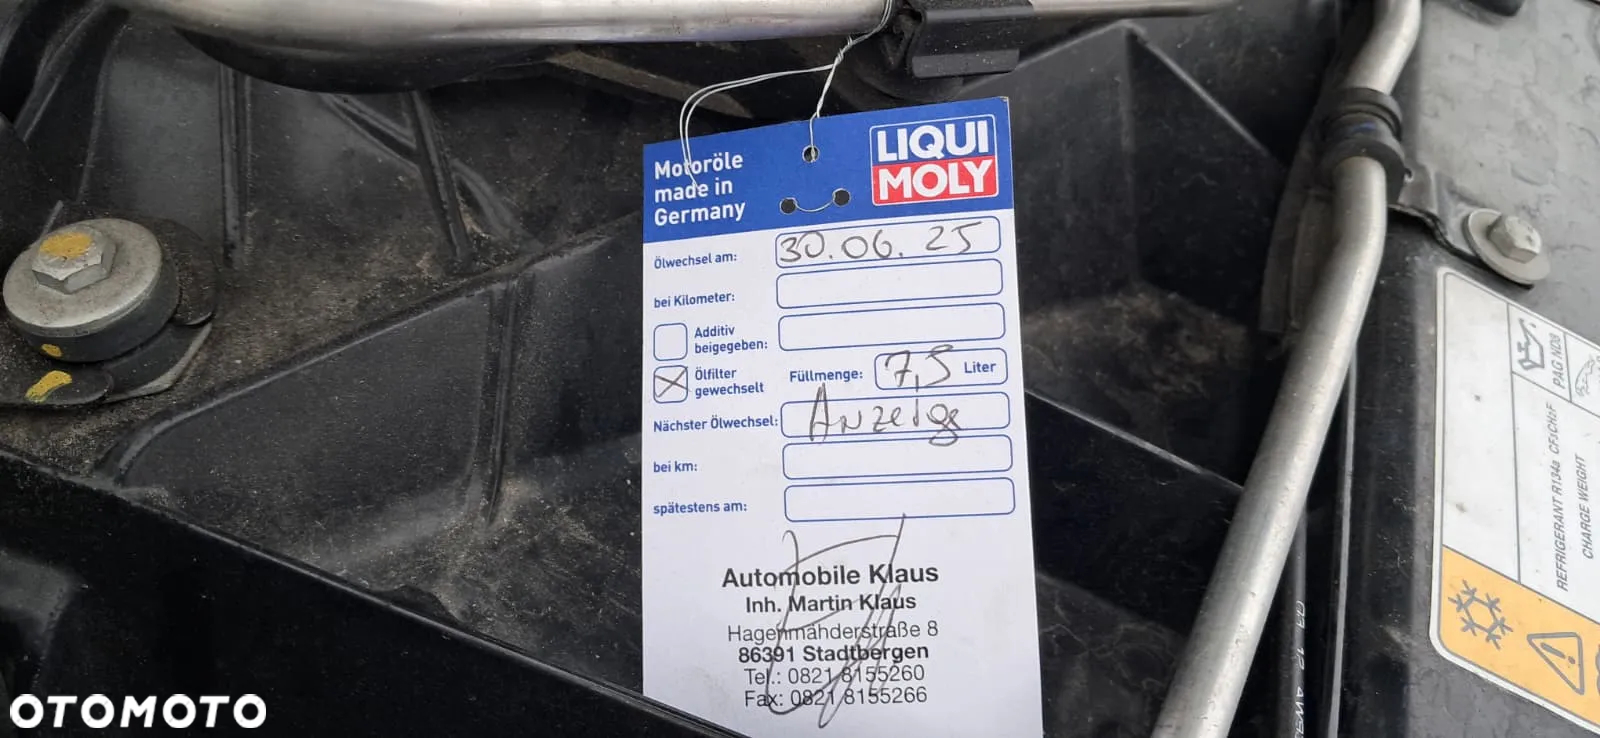 Motoröle
made in
Germany
LIQUI
MOLY
Ölwechsel am: 30.06.25
bei Kilometer:
Additiv
beigegeben:
Ölfilter
gewechselt
Füllmenge: 7,5 Liter
Nächster Ölwechsel: Anzeige
bei km:
spätestens am:
Automobile Klaus
Inh. Martin Klaus
Hagenmähderstraße 8
86391 Stadtbergen
Tel.: 0821 8155260
Fax: 0821 8155266
PAG ND8
REFRIGERANT R134a CF₃CH₂F
CHARGE WEIGHT
OTOMOTO